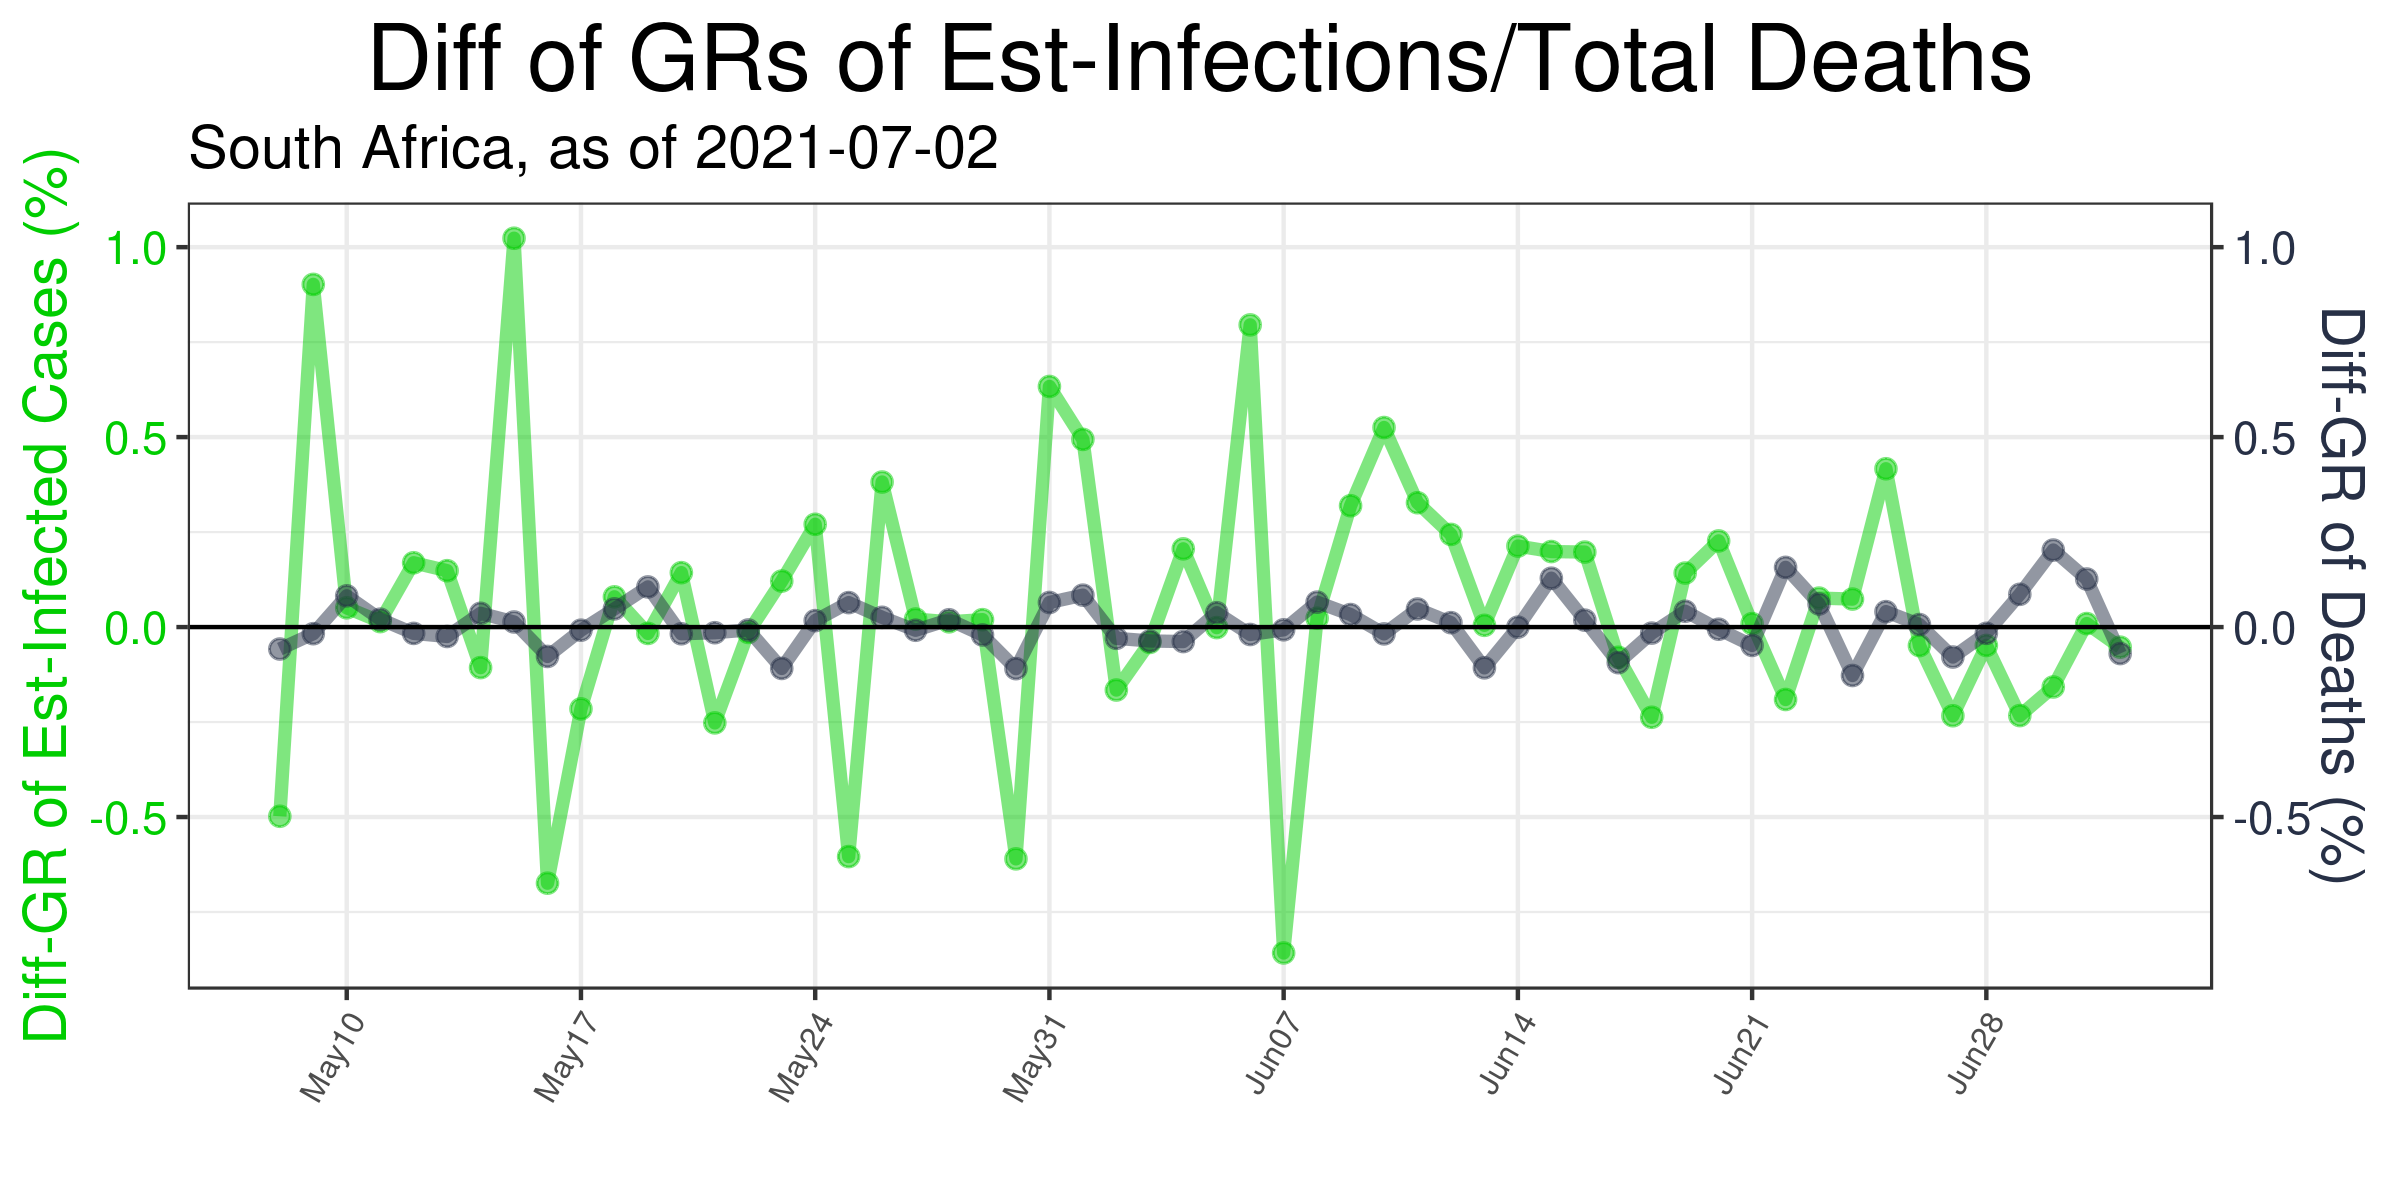 Diff of GRs of Est-Infections/Total Deaths
South Africa, as of 2021-07-02
Diff-GR of Est-Infected Cases (%)
1.0
0.5
0.0
-0.5
1.0
0.5
0.0
-0.5
Diff-GR of Deaths (%)
May10
May17
May24
May31
Jun07
Jun14
Jun21
Jun28